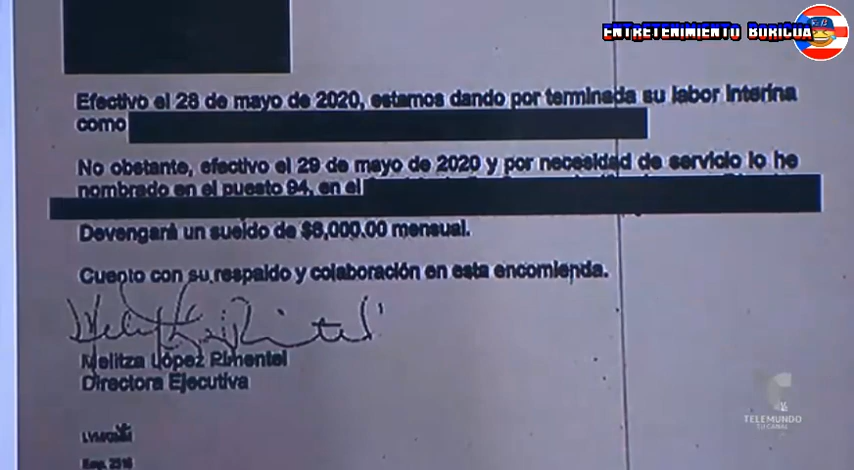 ENTRETENIMIENTO BORICUA
Efectivo el 28 de mayo de 2020, estamos dando por terminada su labor interina
como
No obstante, efectivo el 29 de mayo de 2020 y por necesidad de servicio lo he
nombrado en el puesto 94, en el
Devengará un sueldo de $6,000.00 mensual.
Cuento con su respaldo y colaboración en esta encomienda.
Melitza López Pimentel
Directora Ejecutiva
TELEMUNDO
TU CANAL